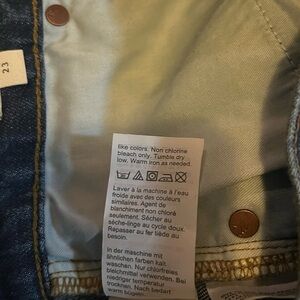 23
like colors. Non chlorine
bleach only. Tumble dry
low. Warm iron as needed.
Laver à la machine à l'eau
froide avec des couleurs
similaires. Agent de
blanchiment non chloré
seulement. Sécher au
sèche-linge au cycle doux.
Repasser au fer tiède au
besoin.
In der maschine mit
ähnlichen farben kalt
waschen. Nur chlorfreies
bleichmittel verwenden. Im
trockner bei niedriger
temperatur trocknen. Nach
bedarf warm